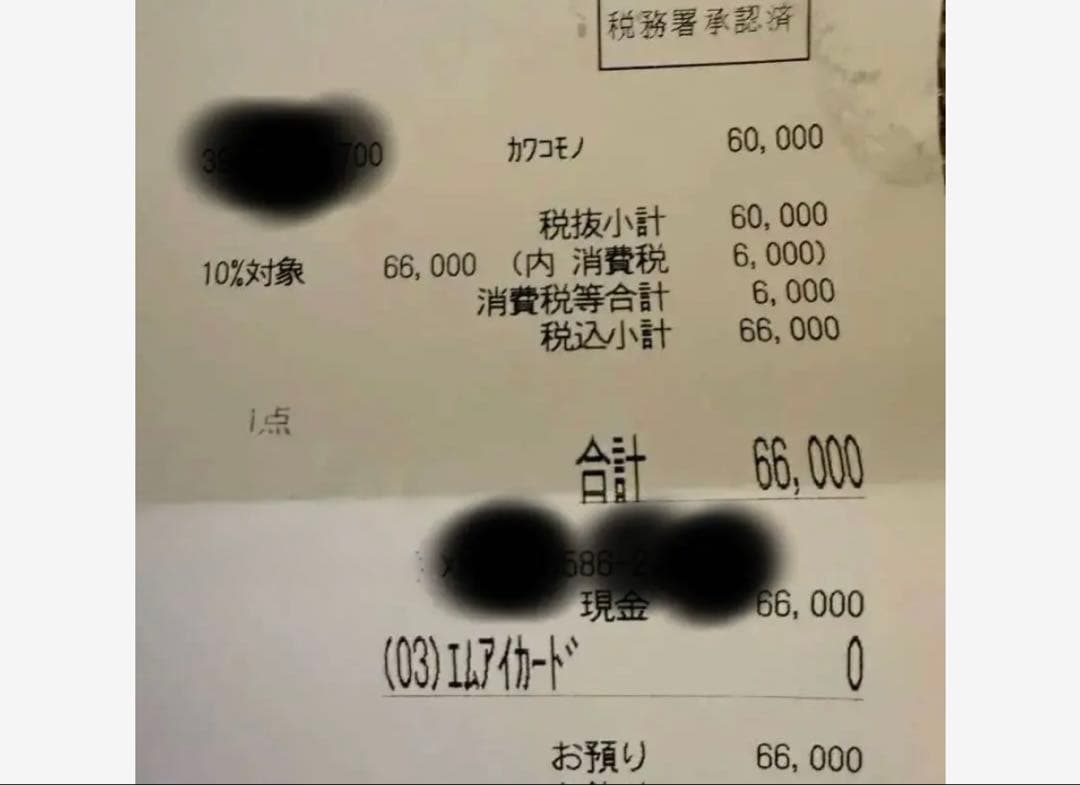 税務署承認済
700 カワコモノ 60,000
税抜小計 60,000
10%対象 66,000 (内 消費税 6,000)
消費税等合計 6,000
税込小計 66,000
1点
合計 66,000
586-2
現金 66,000
(03)エムアイカード 0
お預り 66,000